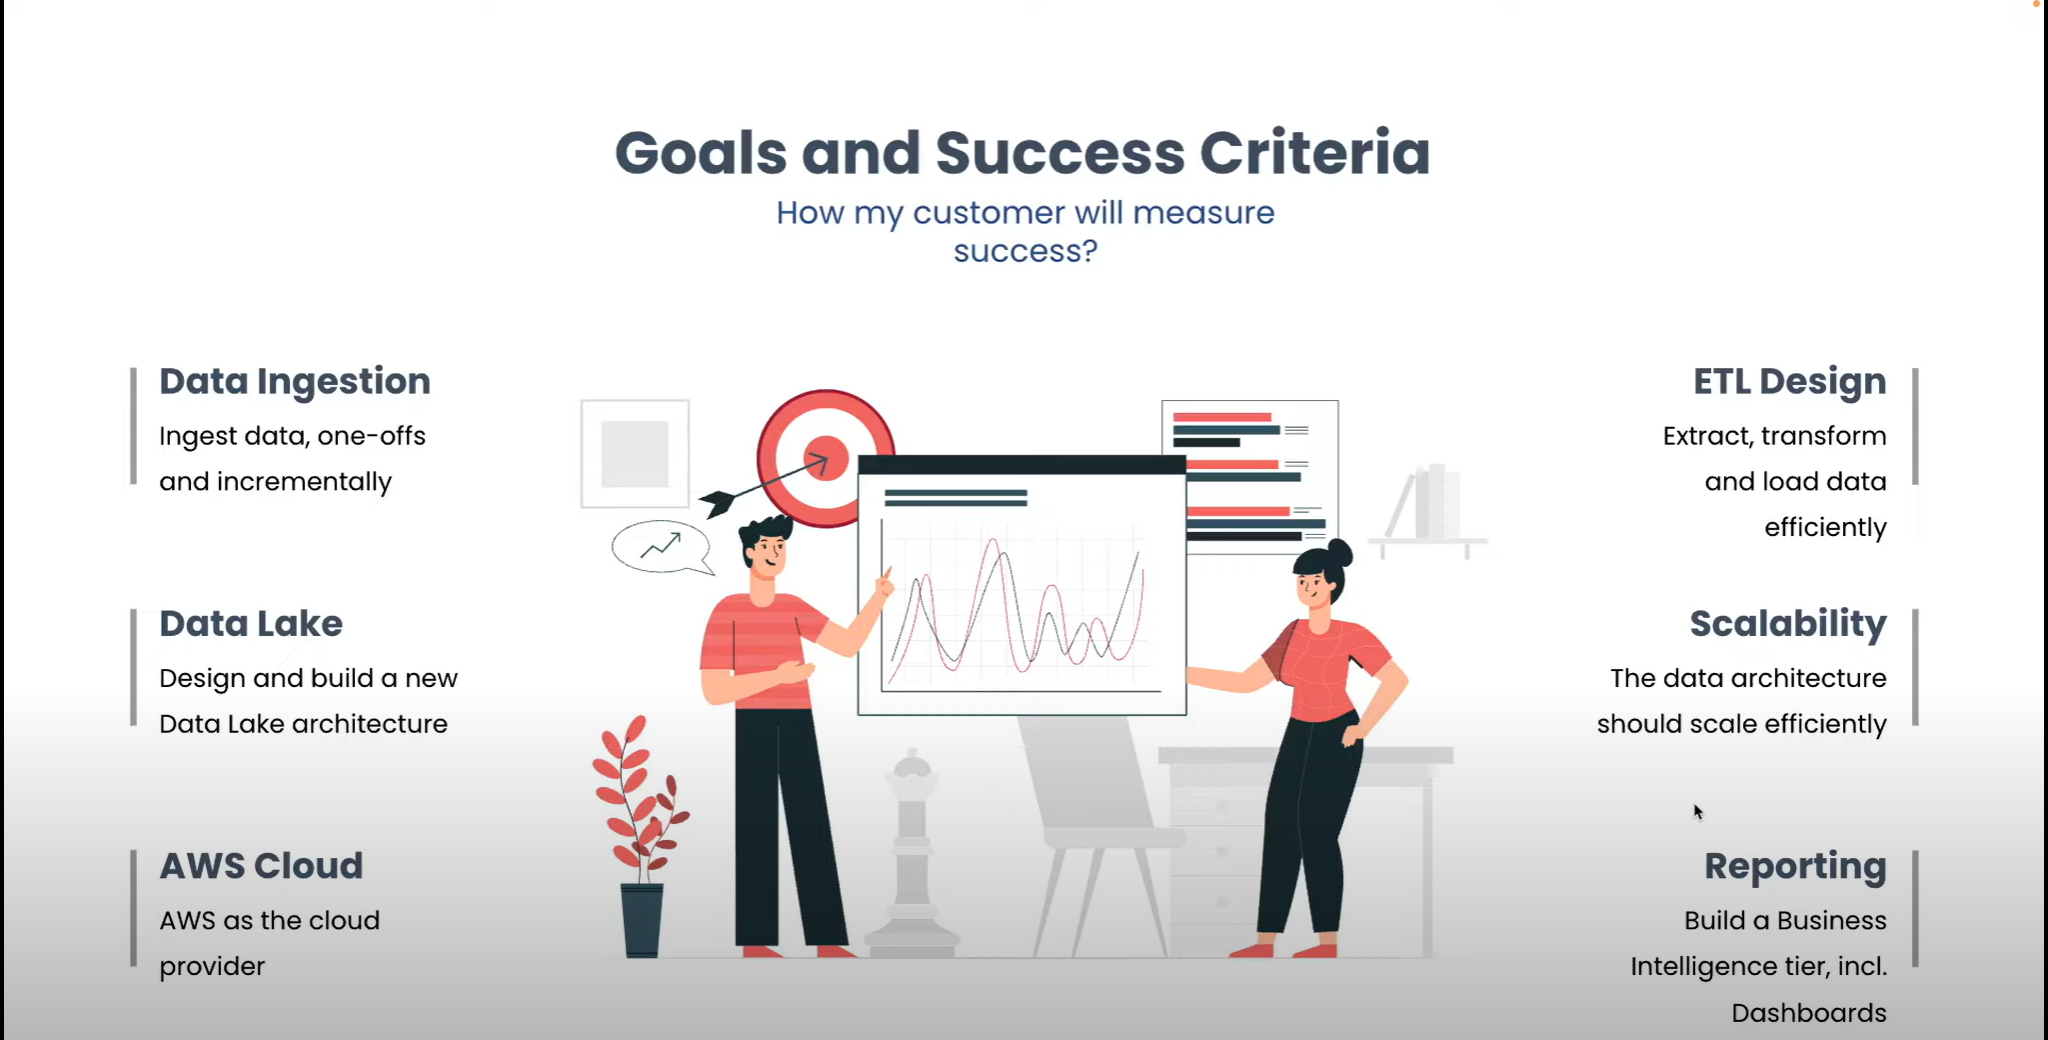 Goals and Success Criteria
How my customer will measure
success?
Data Ingestion
Ingest data, one-offs
and incrementally
Data Lake
Design and build a new
Data Lake architecture
AWS Cloud
AWS as the cloud
provider
ETL Design
Extract, transform
and load data
efficiently
Scalability
The data architecture
should scale efficiently
Reporting
Build a Business
Intelligence tier, incl.
Dashboards